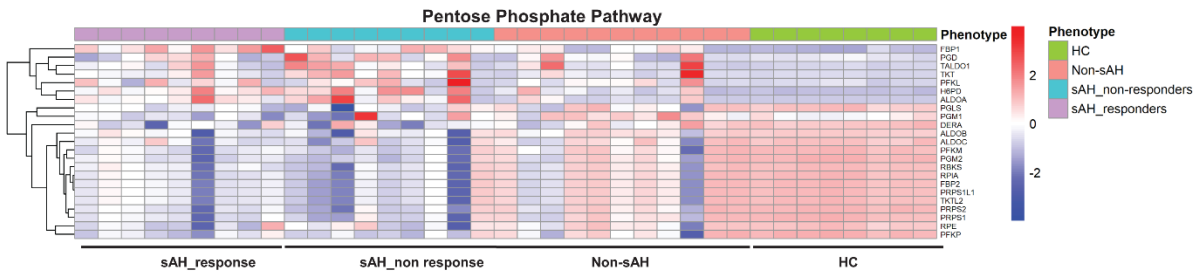 Pentose Phosphate Pathway
Phenotype
FBP1
PGD
TALDO1
TKT
PFKL
H6PD
ALDOA
PGLS
PGM1
DERA
ALDOB
ALDOC
PFKM
PGM2
RBKS
RPIA
FBP2
PRPS1L1
TKTL2
PRPS2
PRPS1
RPE
PFKP
2
0
-2
Phenotype
HC
Non-sAH
sAH_non-responders
sAH_responders
sAH_response
sAH_non response
Non-sAH
HC